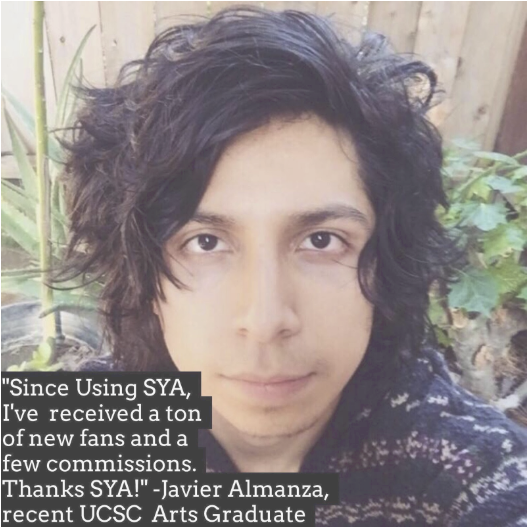 "Since Using SYA,
I've received a ton
of new fans and a
few commissions.
Thanks SYA!" -Javier Almanza,
recent UCSC Arts Graduate